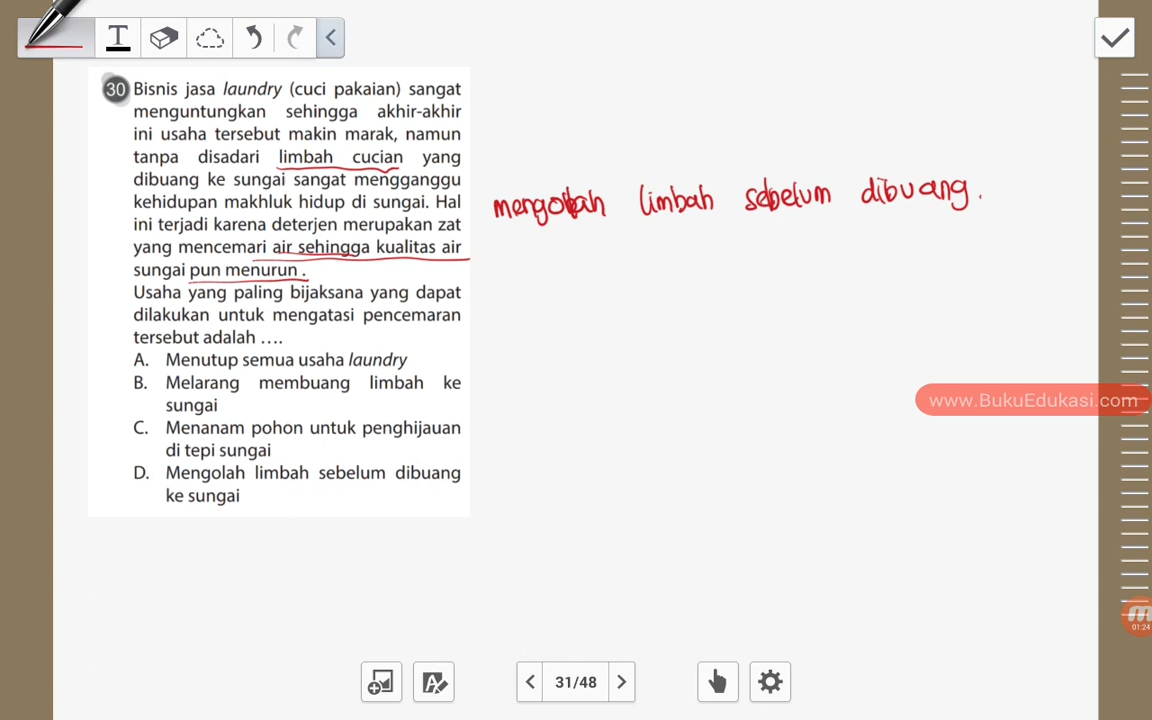 T
30 Bisnis jasa laundry (cuci pakaian) sangat
menguntungkan sehingga akhir-akhir
ini usaha tersebut makin marak, namun
tanpa disadari limbah cucian yang
dibuang ke sungai sangat mengganggu
kehidupan makhluk hidup di sungai. Hal
ini terjadi karena deterjen merupakan zat
yang mencemari air sehingga kualitas air
sungai pun menurun .
Usaha yang paling bijaksana yang dapat
dilakukan untuk mengatasi pencemaran
tersebut adalah ….
A. Menutup semua usaha laundry
B. Melarang membuang limbah ke
sungai
C. Menanam pohon untuk penghijauan
di tepi sungai
D. Mengolah limbah sebelum dibuang
ke sungai
mengolah limbah sebelum dibuang.
www.BukuEdukasi.com
01:24
31/48